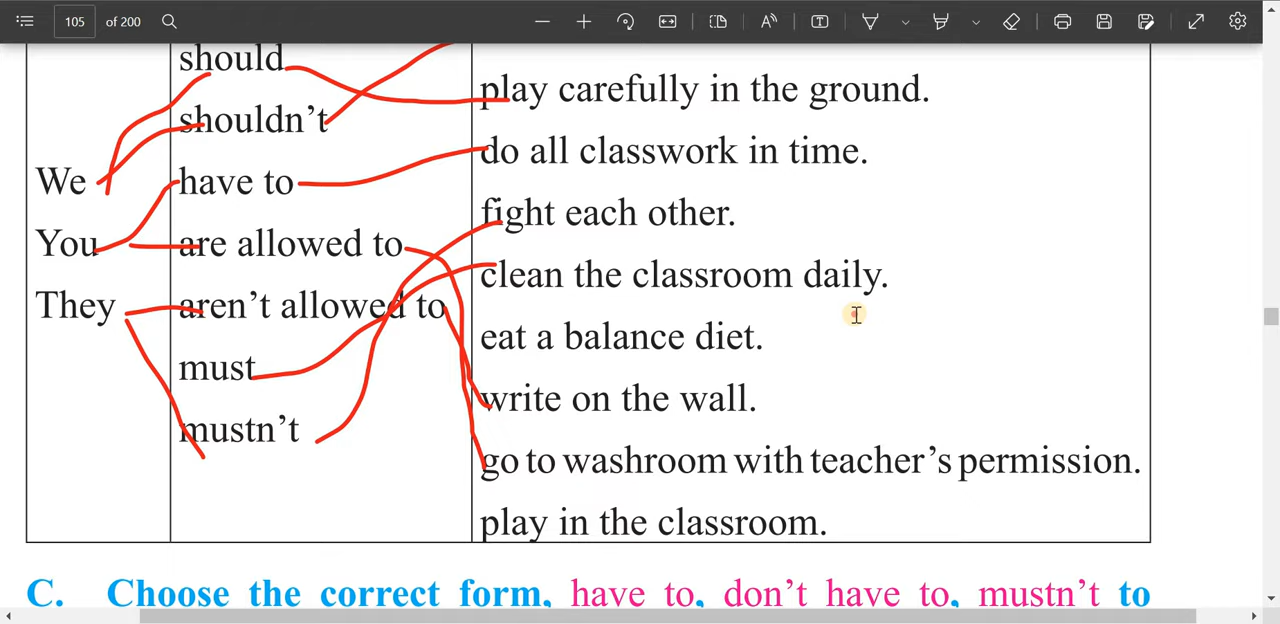 105 of 200
should
play carefully in the ground.
shouldn't
do all classwork in time.
We
have to
fight each other.
You
are allowed to
clean the classroom daily.
They
aren't allowed to
eat a balance diet.
must
write on the wall.
mustn't
go to washroom with teacher's permission.
play in the classroom.
C. Choose the correct form, have to, don't have to, mustn't to